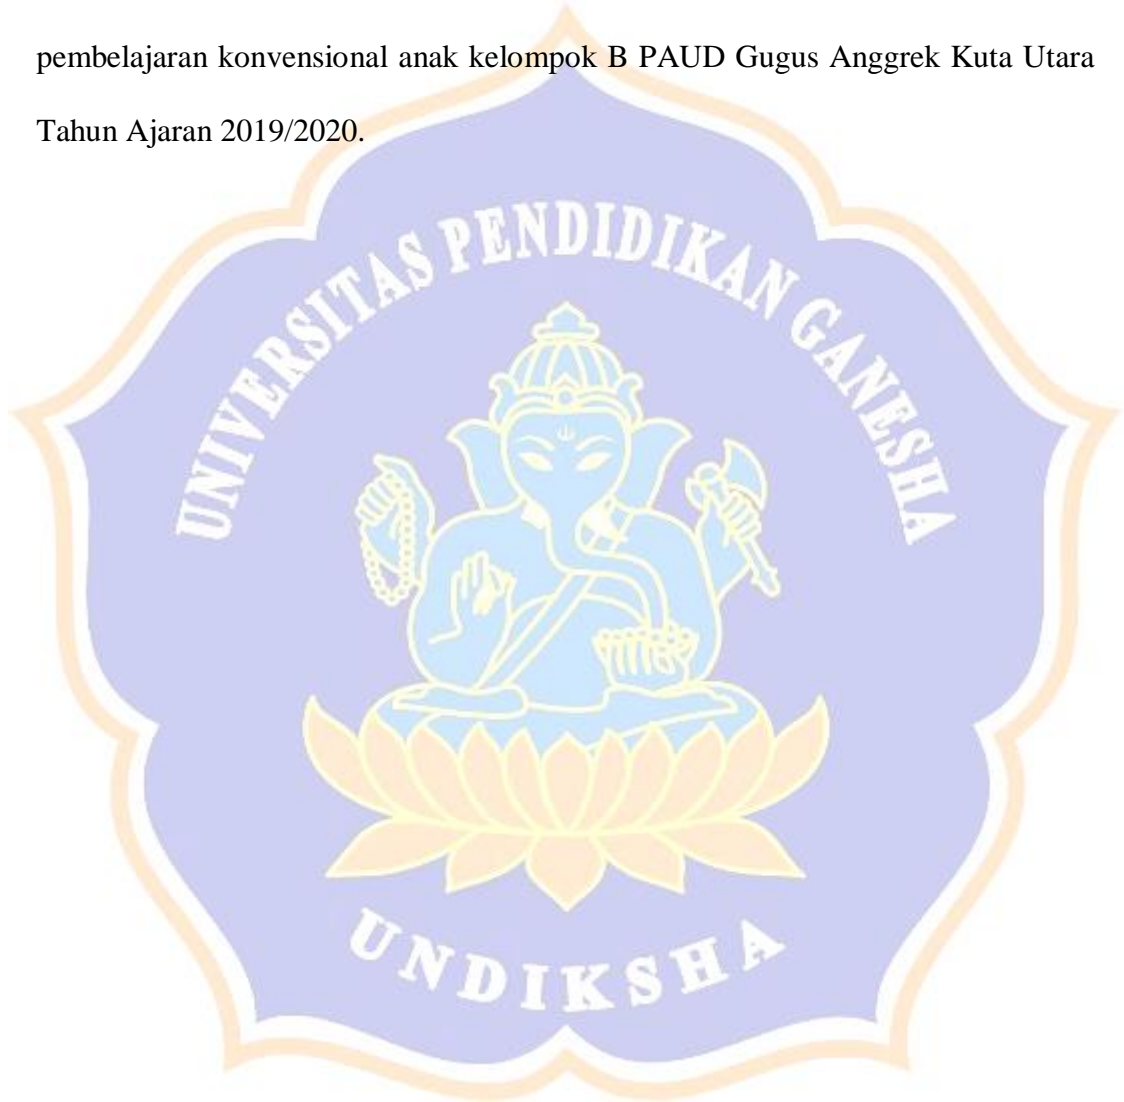 pembelajaran konvensional anak kelompok B PAUD Gugus Anggrek Kuta Utara
Tahun Ajaran 2019/2020.
UNIVERSITAS PENDIDIKAN GANESHA
UNDIKSHA